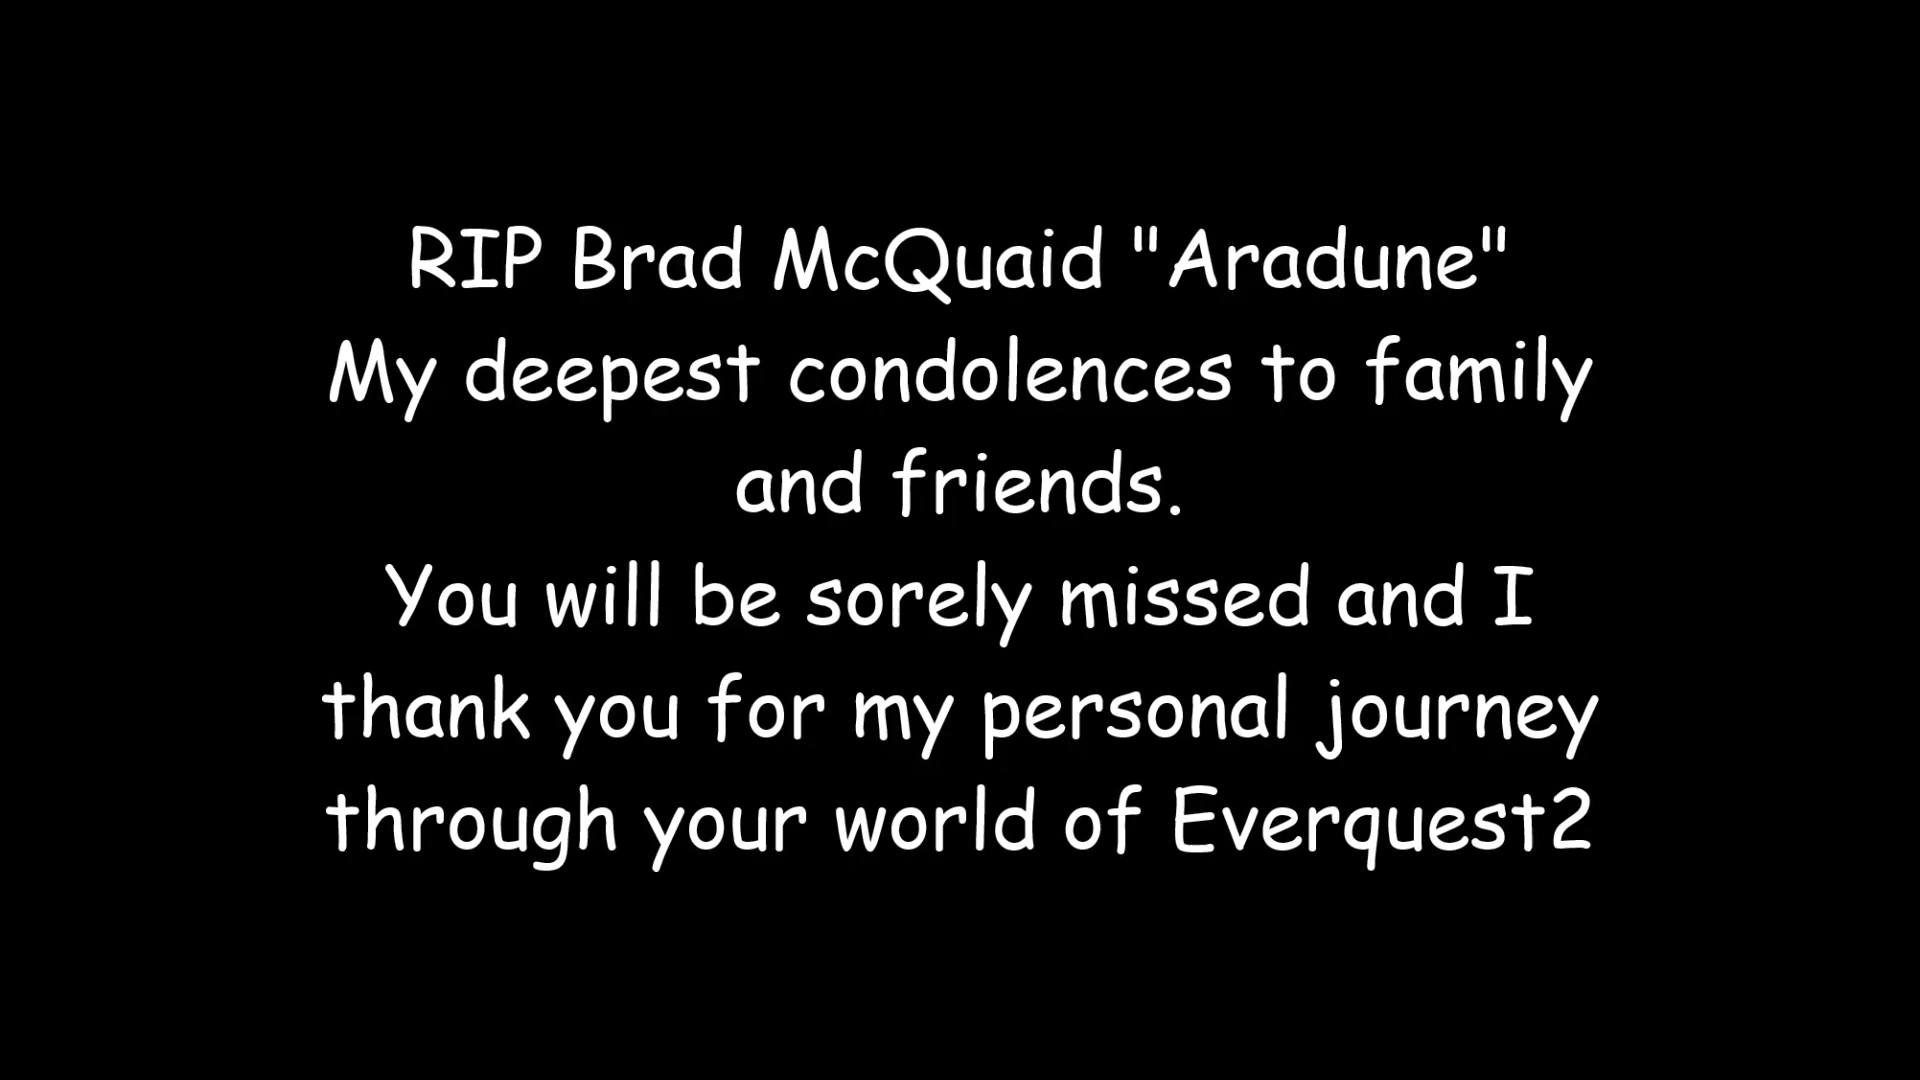 RIP Brad McQuaid "Aradune"
My deepest condolences to family
and friends.
You will be sorely missed and I
thank you for my personal journey
through your world of Everquest2